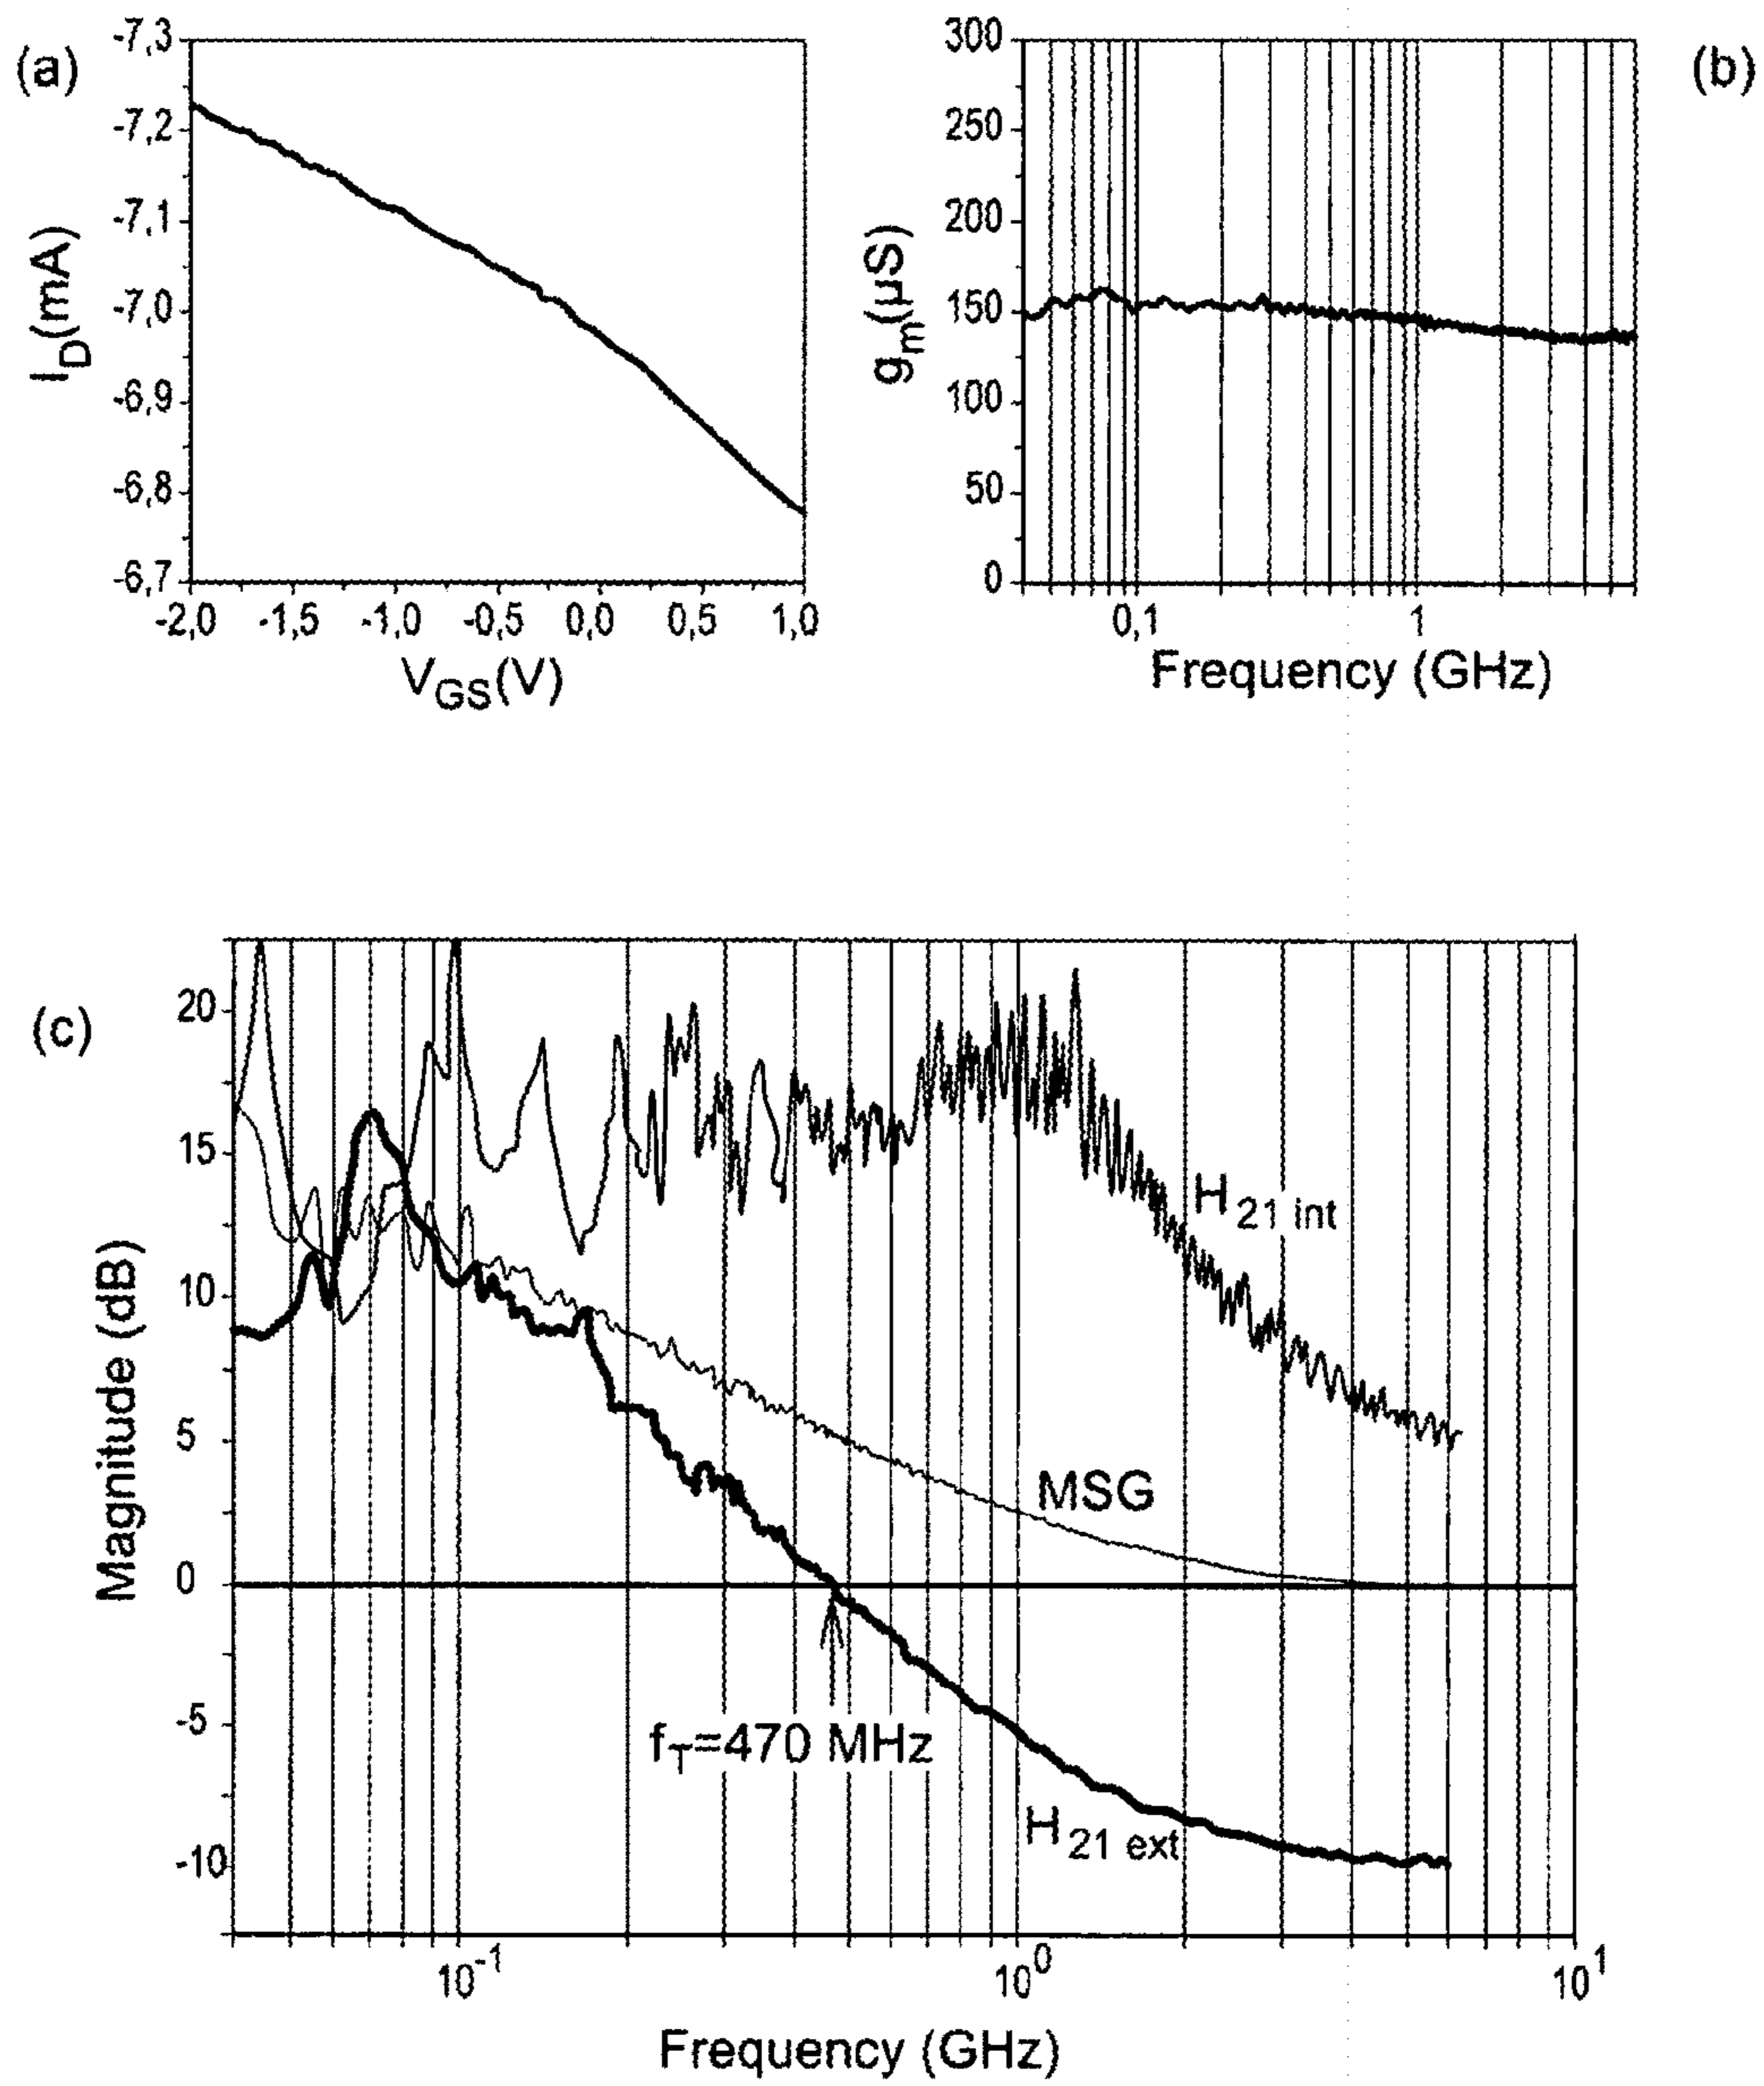 (a)
-7,3
-7,2
-7,1
-7,0
-6,9
-6,8
-6,7
I_D(mA)
-2,0 -1,5 -1,0 -0,5 0,0 0,5 1,0
V_GS(V)
(b)
300
250
200
150
100
50
0
g_m(μS)
0,1 1
Frequency (GHz)
(c)
20
15
10
5
0
-5
-10
Magnitude (dB)
H_21 int
MSG
f_T=470 MHz
H_21 ext
10^-1 10^0 10^1
Frequency (GHz)